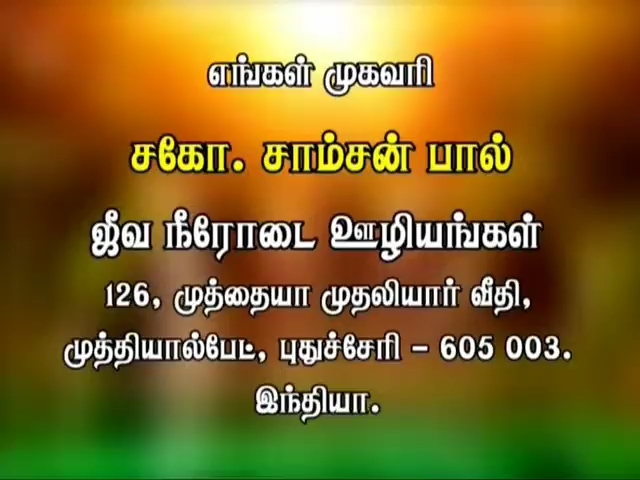 எங்கள் முகவரி
சகோ. சாம்சன் பால்
ஜீவ நீரோடை ஊழியங்கள்
126, முத்தையா முதலியார் வீதி,
முத்தியால்பேட், புதுச்சேரி - 605 003.
இந்தியா.